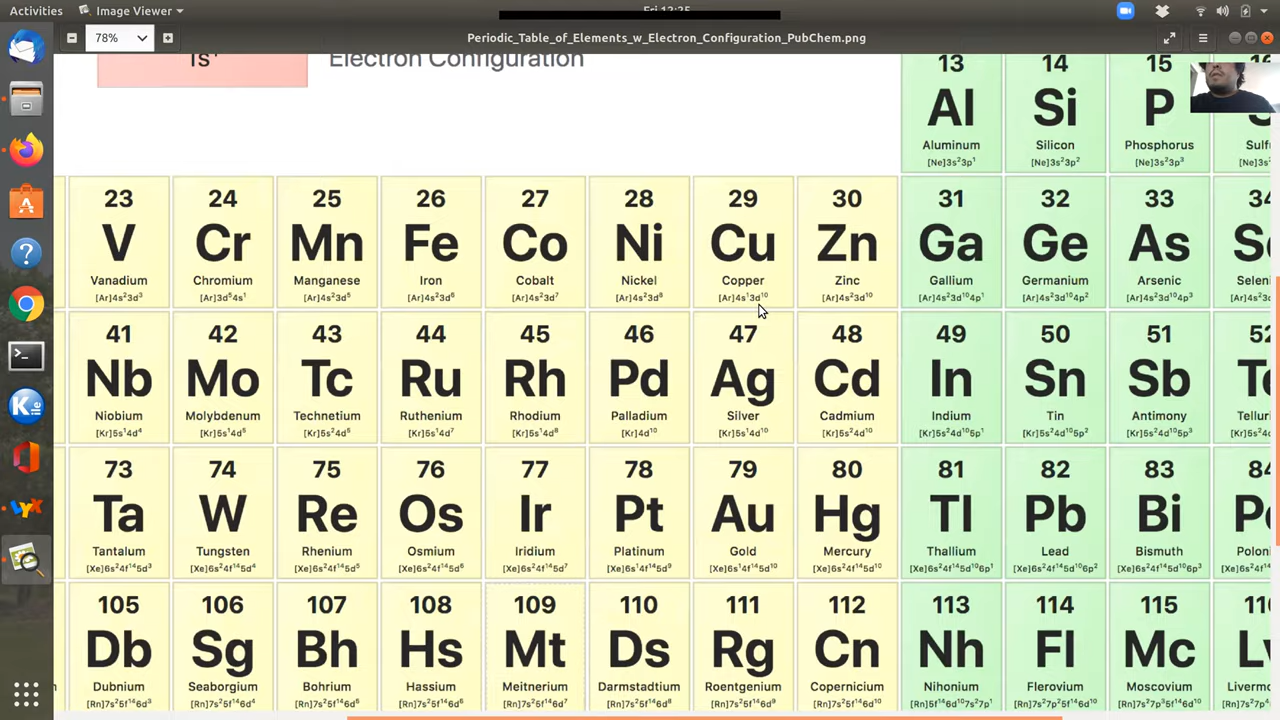 Activities Image Viewer
78%
Periodic_Table_of_Elements_w_Electron_Configuration_PubChem.png
Electron Configuration
13 14 15
Al Si P
Aluminum Silicon Phosphorus
[Ne]3s²3p¹ [Ne]3s²3p² [Ne]3s²3p³
23 24 25 26 27 28 29 30 31 32 33 34
V Cr Mn Fe Co Ni Cu Zn Ga Ge As
Vanadium Chromium Manganese Iron Cobalt Nickel Copper Zinc Gallium Germanium Arsenic
[Ar]4s²3d³ [Ar]3d⁵4s¹ [Ar]4s²3d⁵ [Ar]4s²3d⁶ [Ar]4s²3d⁷ [Ar]4s²3d⁸ [Ar]4s¹3d¹⁰ [Ar]4s²3d¹⁰ [Ar]4s²3d¹⁰4p¹ [Ar]4s²3d¹⁰4p² [Ar]4s²3d¹⁰4p³
41 42 43 44 45 46 47 48 49 50 51 52
Nb Mo Tc Ru Rh Pd Ag Cd In Sn Sb
Niobium Molybdenum Technetium Ruthenium Rhodium Palladium Silver Cadmium Indium Tin Antimony
[Kr]5s¹4d⁴ [Kr]5s¹4d⁵ [Kr]5s²4d⁵ [Kr]5s¹4d⁷ [Kr]5s¹4d⁸ [Kr]4d¹⁰ [Kr]5s¹4d¹⁰ [Kr]5s²4d¹⁰ [Kr]5s²4d¹⁰5p¹ [Kr]5s²4d¹⁰5p² [Kr]5s²4d¹⁰5p³
73 74 75 76 77 78 79 80 81 82 83 84
Ta W Re Os Ir Pt Au Hg Tl Pb Bi
Tantalum Tungsten Rhenium Osmium Iridium Platinum Gold Mercury Thallium Lead Bismuth
[Xe]6s²4f¹⁴5d³ [Xe]6s²4f¹⁴5d⁴ [Xe]6s²4f¹⁴5d⁵ [Xe]6s²4f¹⁴5d⁶ [Xe]6s²4f¹⁴5d⁷ [Xe]6s¹4f¹⁴5d⁹ [Xe]6s¹4f¹⁴5d¹⁰ [Xe]6s²4f¹⁴5d¹⁰
105 106 107 108 109 110 111 112 113 114 115
Db Sg Bh Hs Mt Ds Rg Cn Nh Fl Mc
Dubnium Seaborgium Bohrium Hassium Meitnerium Darmstadtium Roentgenium Copernicium Nihonium Flerovium Moscovium